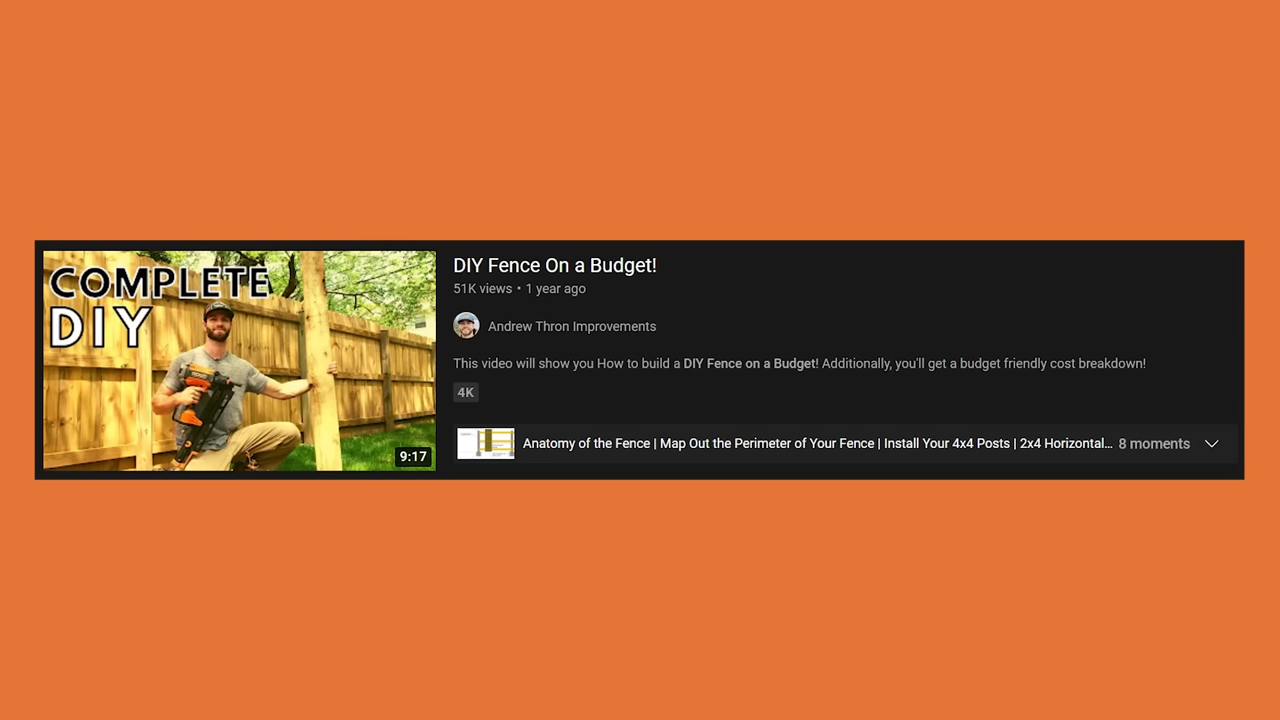 COMPLETE
DIY
9:17
DIY Fence On a Budget!
51K views • 1 year ago
Andrew Thron Improvements
This video will show you How to build a DIY Fence on a Budget! Additionally, you'll get a budget friendly cost breakdown!
4K
Anatomy of the Fence | Map Out the Perimeter of Your Fence | Install Your 4x4 Posts | 2x4 Horizontal... 8 moments